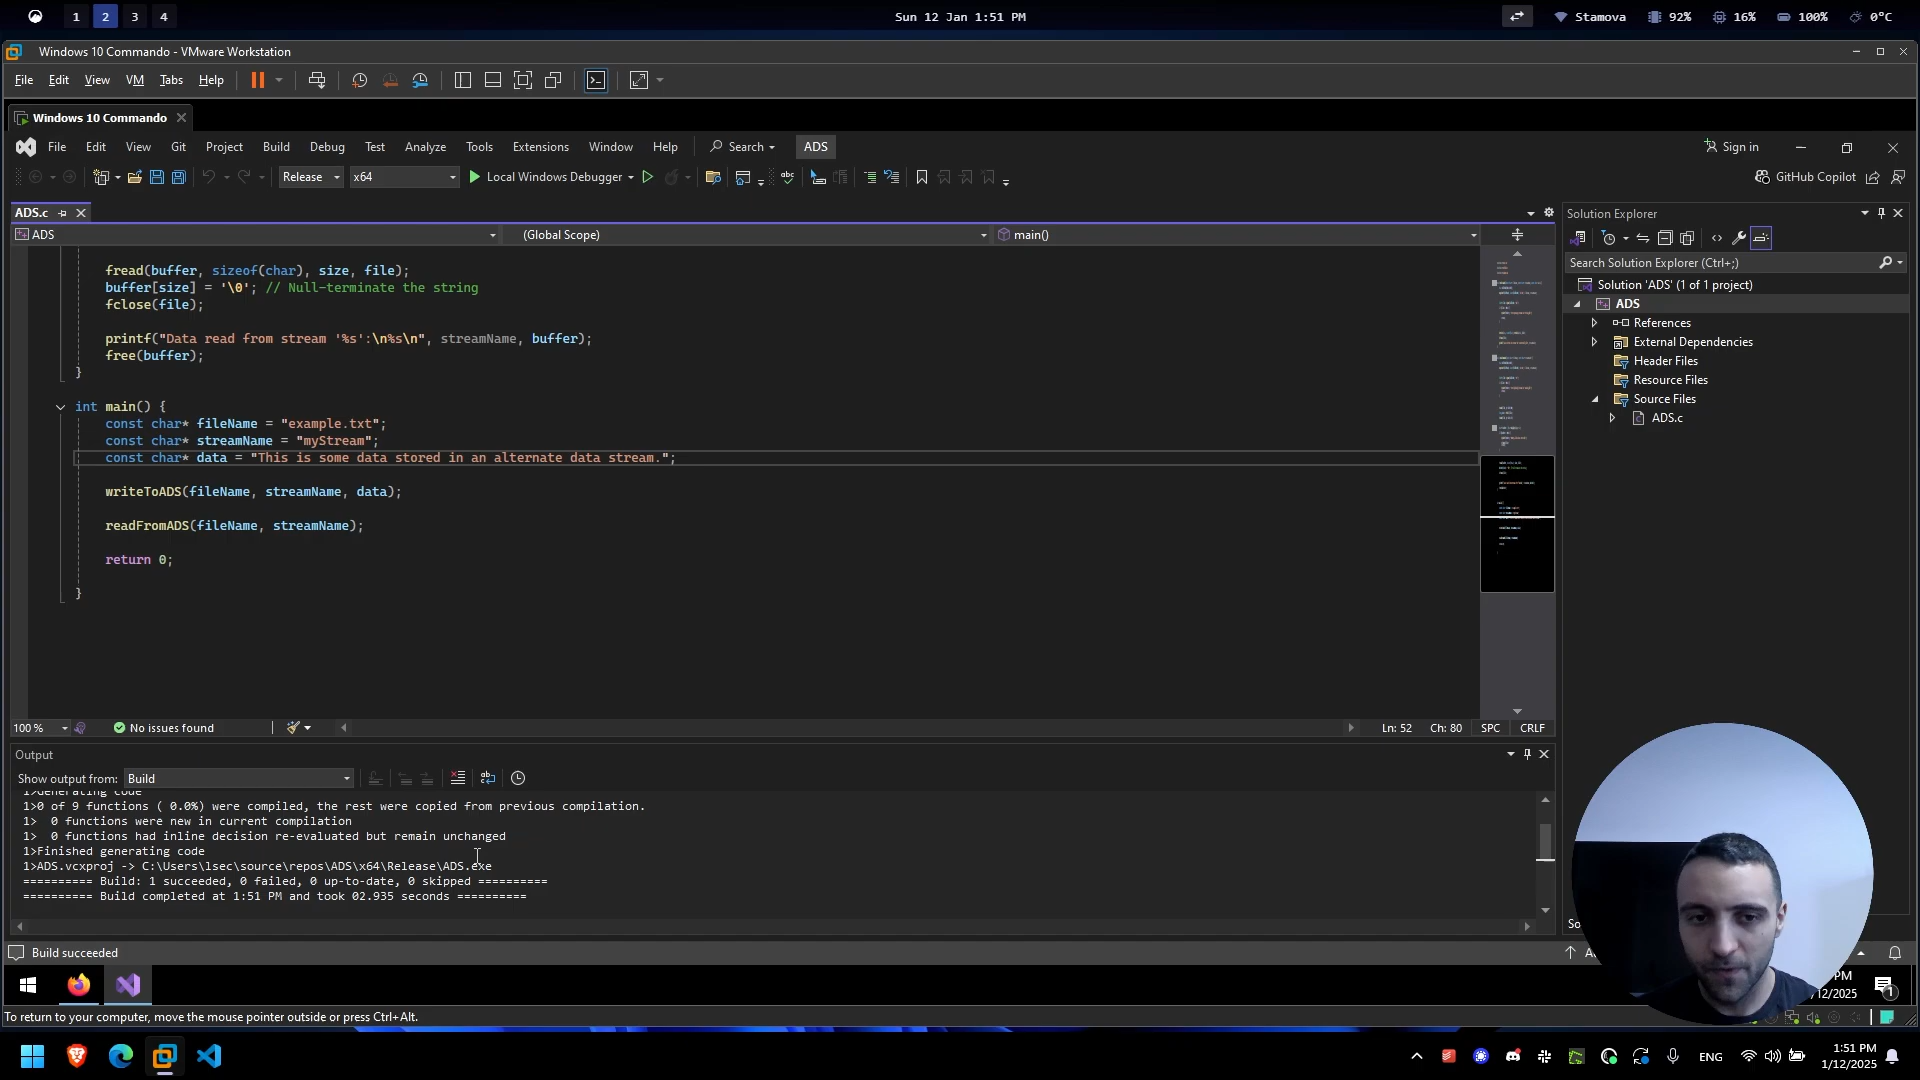 1 2 3 4 Sun 12 Jan 1:51 PM Stamova 92% 16% 100% 0°C
Windows 10 Commando - VMware Workstation
File Edit View VM Tabs Help
Windows 10 Commando
File Edit View Git Project Build Debug Test Analyze Tools Extensions Window Help Search ADS Sign in
Release x64 Local Windows Debugger GitHub Copilot
ADS.c
ADS (Global Scope) main()
fread(buffer, sizeof(char), size, file);
buffer[size] = '\0'; // Null-terminate the string
fclose(file);
printf("Data read from stream '%s':\n%s\n", streamName, buffer);
free(buffer);
}
int main() {
const char* fileName = "example.txt";
const char* streamName = "myStream";
const char* data = "This is some data stored in an alternate data stream.";
writeToADS(fileName, streamName, data);
readFromADS(fileName, streamName);
return 0;
}
100 % No issues found Ln: 52 Ch: 80 SPC CRLF
Solution Explorer
Search Solution Explorer (Ctrl+;)
Solution 'ADS' (1 of 1 project)
ADS
References
External Dependencies
Header Files
Resource Files
Source Files
ADS.c
Output
Show output from: Build
1>Generating code
1>0 of 9 functions ( 0.0%) were compiled, the rest were copied from previous compilation.
1>  0 functions were new in current compilation
1>  0 functions had inline decision re-evaluated but remain unchanged
1>Finished generating code
1>ADS.vcxproj -> C:\Users\lsec\source\repos\ADS\x64\Release\ADS.exe
========== Build: 1 succeeded, 0 failed, 0 up-to-date, 0 skipped ==========
========== Build completed at 1:51 PM and took 02.935 seconds ==========
So
Build succeeded
PM
/12/2025
1
To return to your computer, move the mouse pointer outside or press Ctrl+Alt.
ENG
1:51 PM
1/12/2025